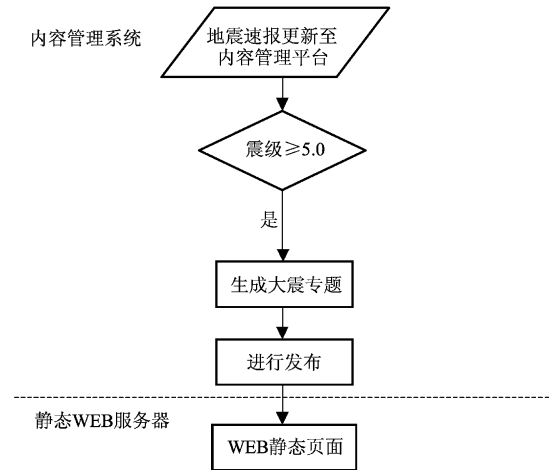 内容管理系统
地震速报更新至
内容管理平台
震级≥5.0
是
生成大震专题
进行发布
静态WEB服务器
WEB静态页面